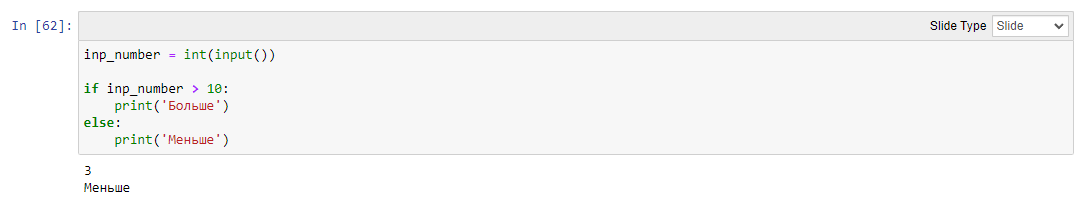 In [62]:
Slide Type Slide
inp_number = int(input())
if inp_number > 10:
    print('Больше')
else:
    print('Меньше')
3
Меньше